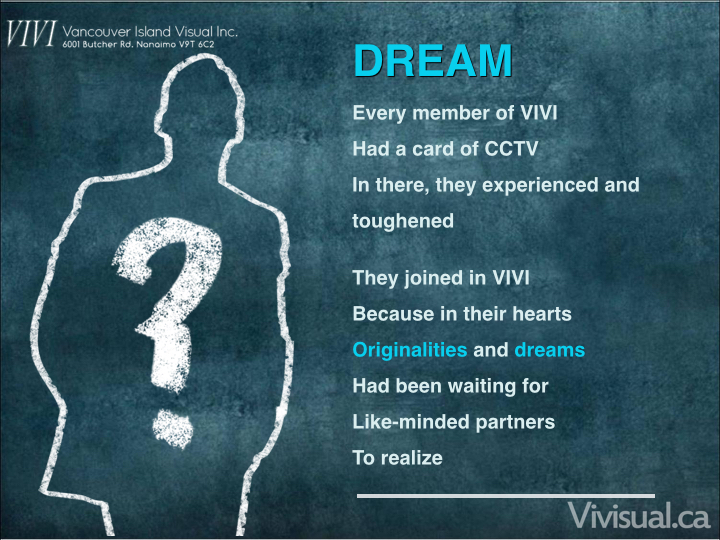 VIVI Vancouver Island Visual Inc.
6001 Butcher Rd. Nanaimo V9T 6C2
DREAM
Every member of VIVI
Had a card of CCTV
In there, they experienced and
toughened
They joined in VIVI
Because in their hearts
Originalities and dreams
Had been waiting for
Like-minded partners
To realize
?
Vivisual.ca